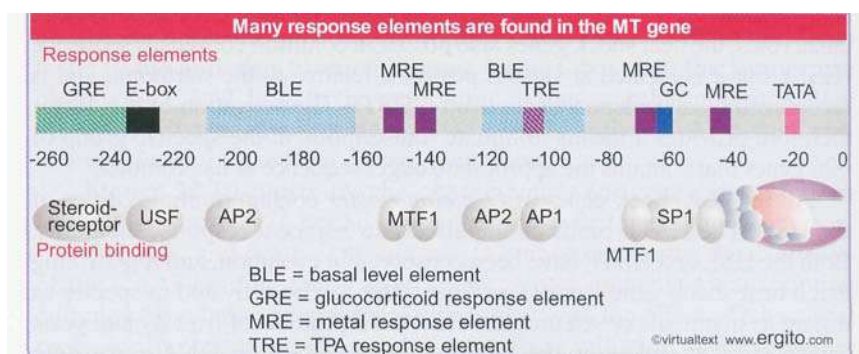 Many response elements are found in the MT gene
Response elements
MRE BLE MRE
GRE E-box BLE MRE TRE GC MRE TATA
-260 -240 -220 -200 -180 -160 -140 -120 -100 -80 -60 -40 -20 0
Steroid-
receptor USF AP2 MTF1 AP2 AP1 SP1
Protein binding MTF1
BLE = basal level element
GRE = glucocorticoid response element
MRE = metal response element
TRE = TPA response element
©virtualtext www.ergito.com